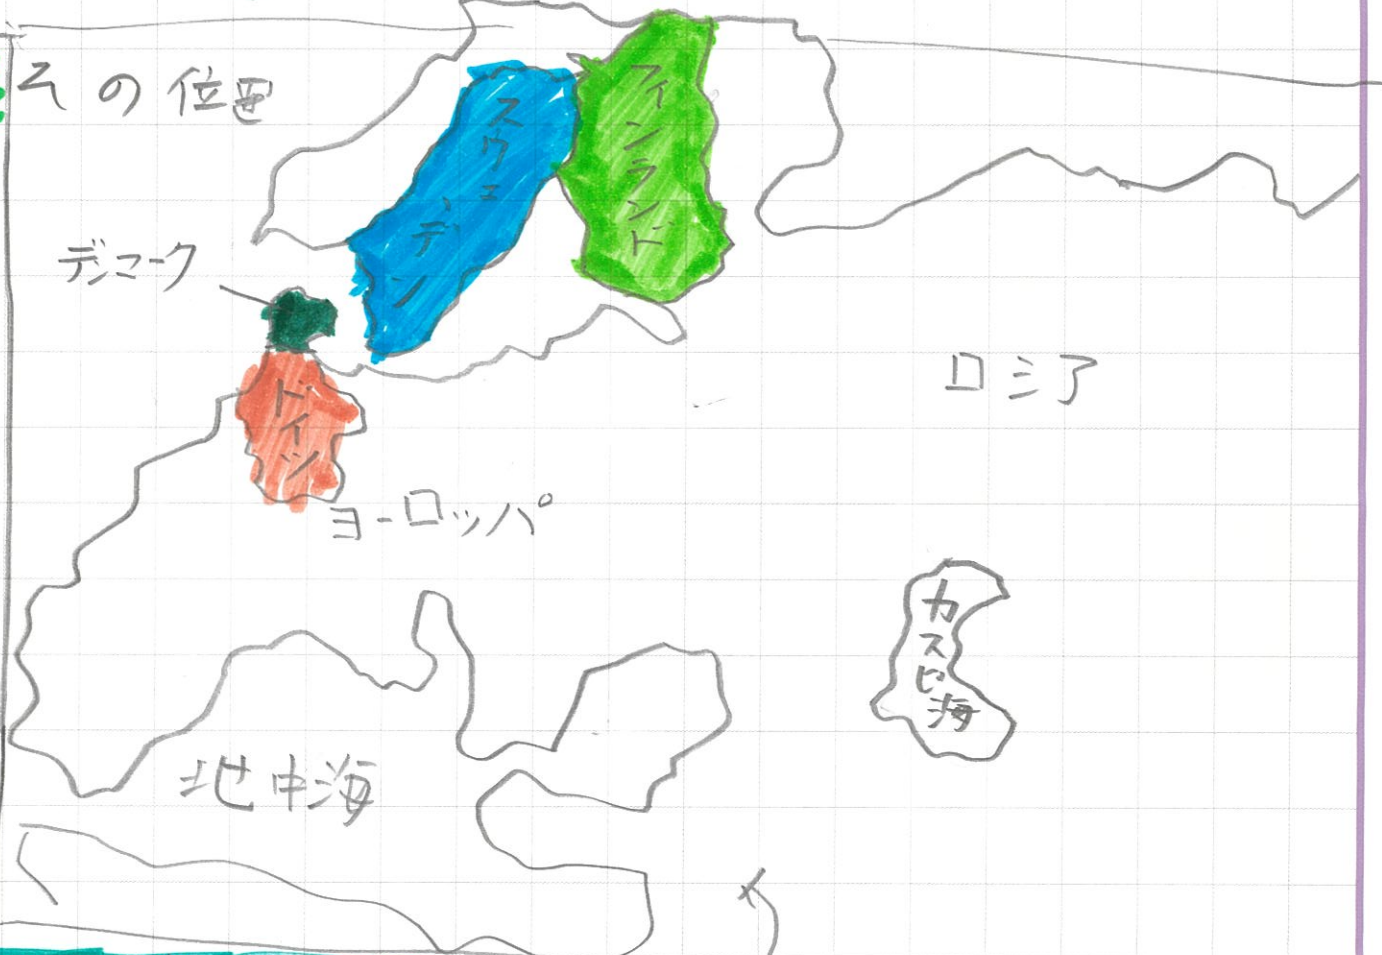 その位置
フィンランド
スウェーデン
デンマーク
ロシア
ドイツ
ヨーロッパ
カスピ海
地中海